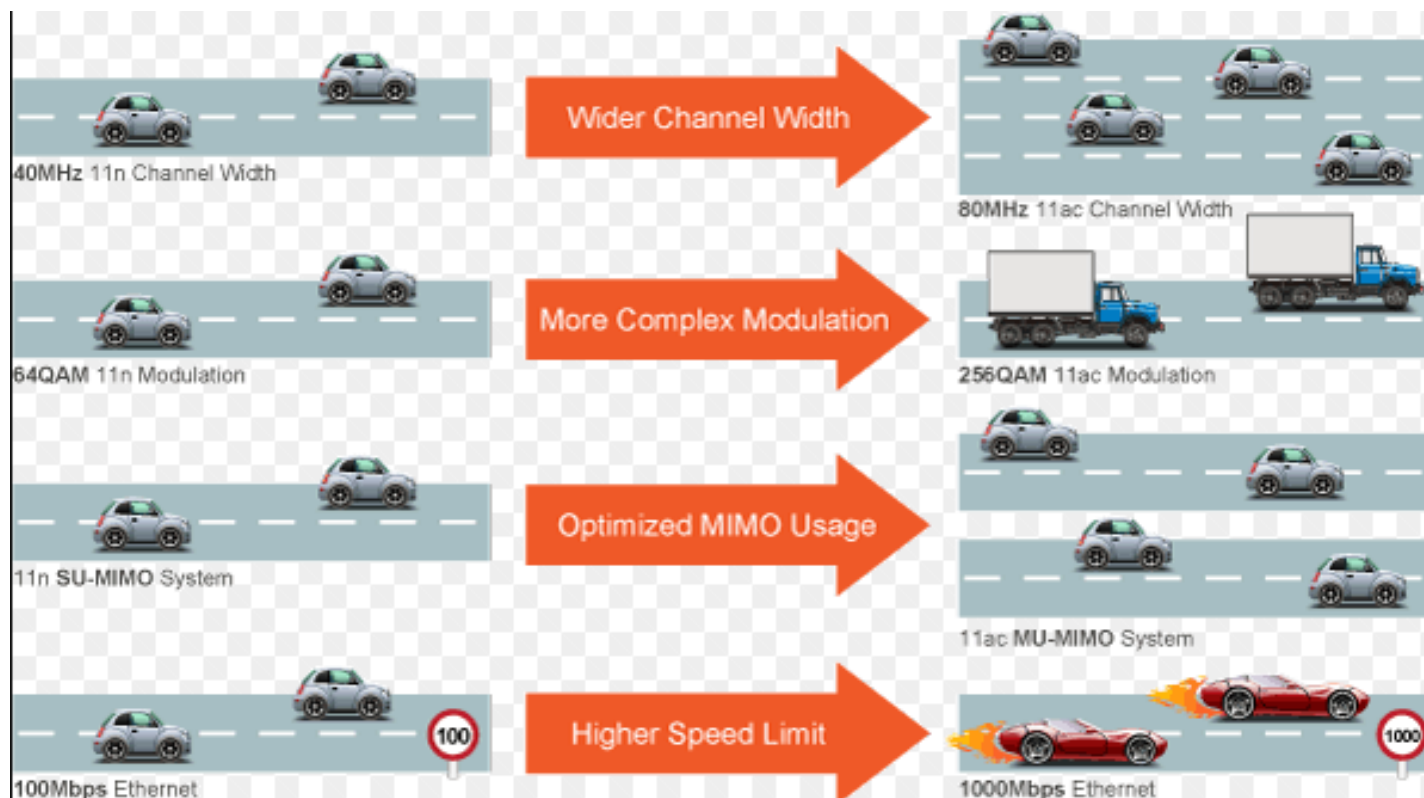 Wider Channel Width
40MHz 11n Channel Width
80MHz 11ac Channel Width
More Complex Modulation
64QAM 11n Modulation
256QAM 11ac Modulation
Optimized MIMO Usage
11n SU-MIMO System
11ac MU-MIMO System
100
Higher Speed Limit
1000
100Mbps Ethernet
1000Mbps Ethernet